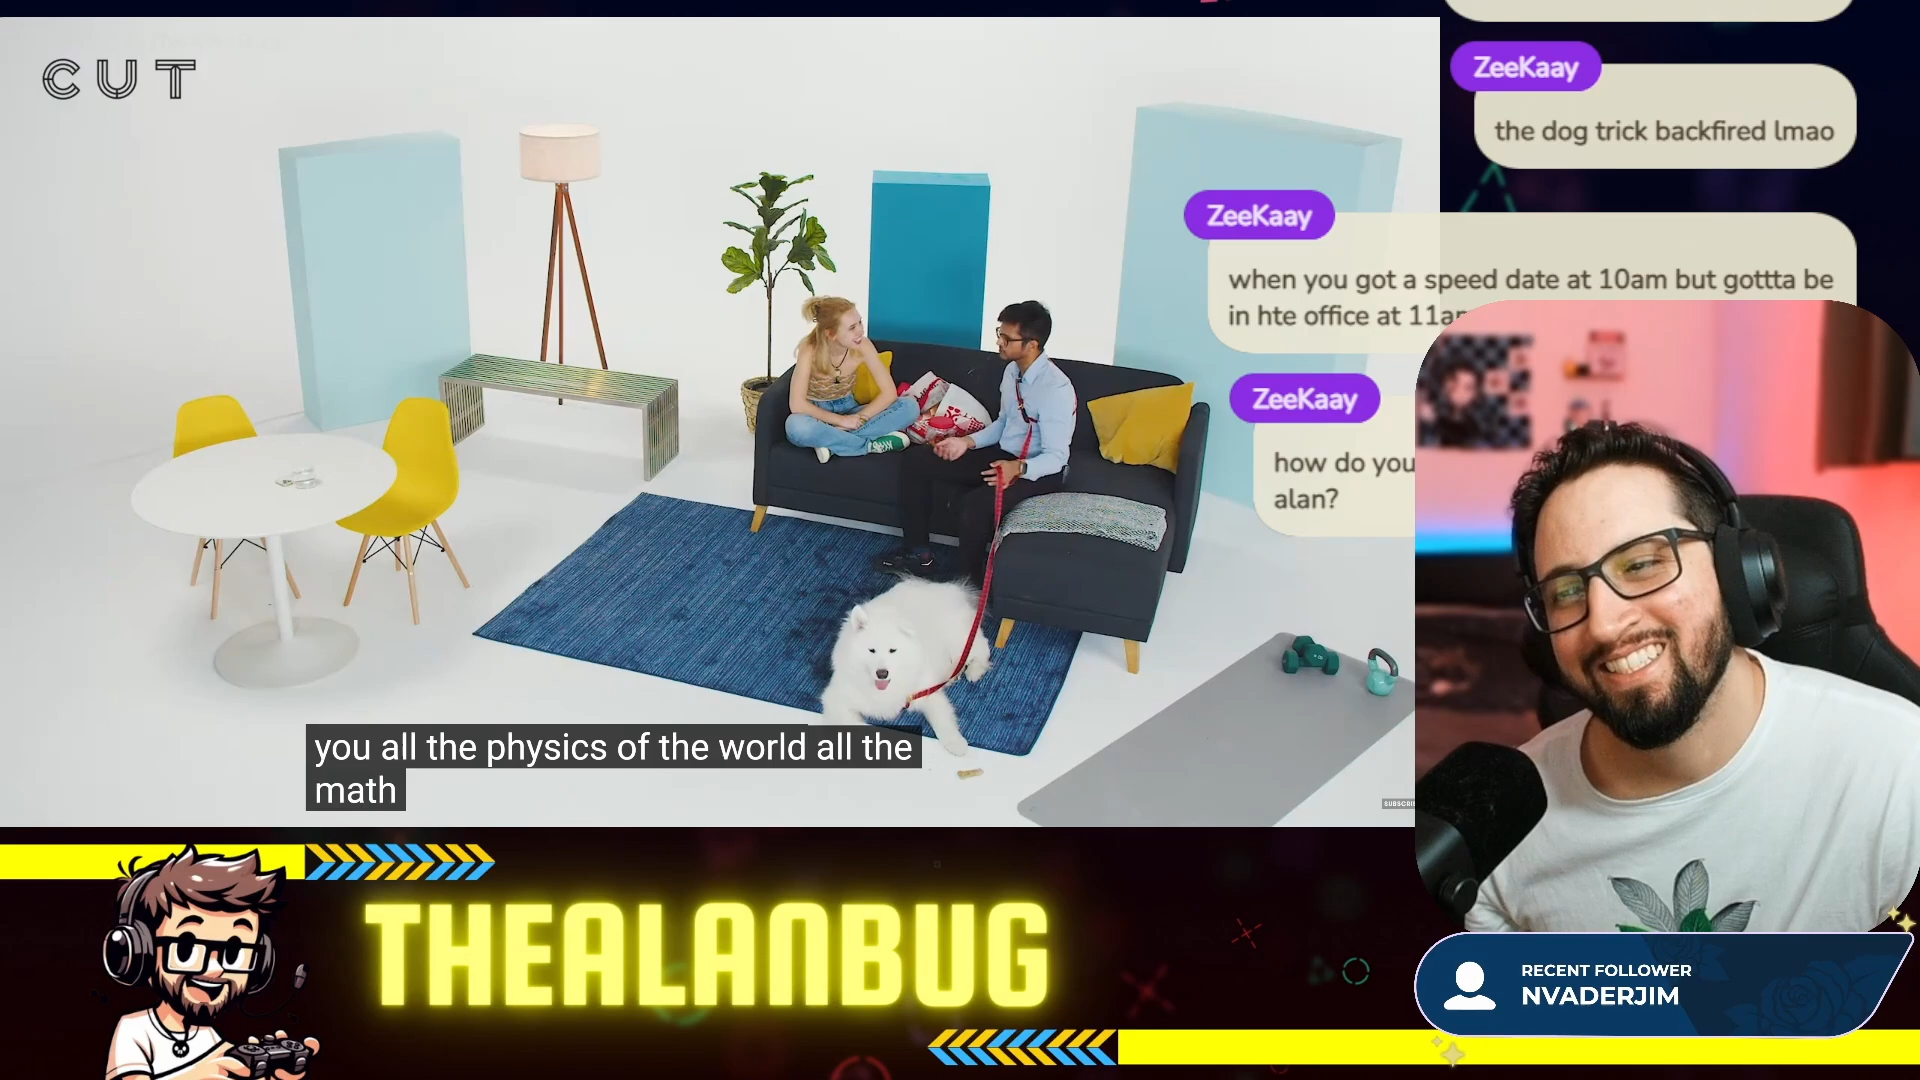 CUT
ZeeKaay
the dog trick backfired lmao
ZeeKaay
when you got a speed date at 10am but gottta be
in hte office at 11am
ZeeKaay
how do you
alan?
you all the physics of the world all the
math
SUBSCRIBE
THEALANBUG
RECENT FOLLOWER
NVADERJIM